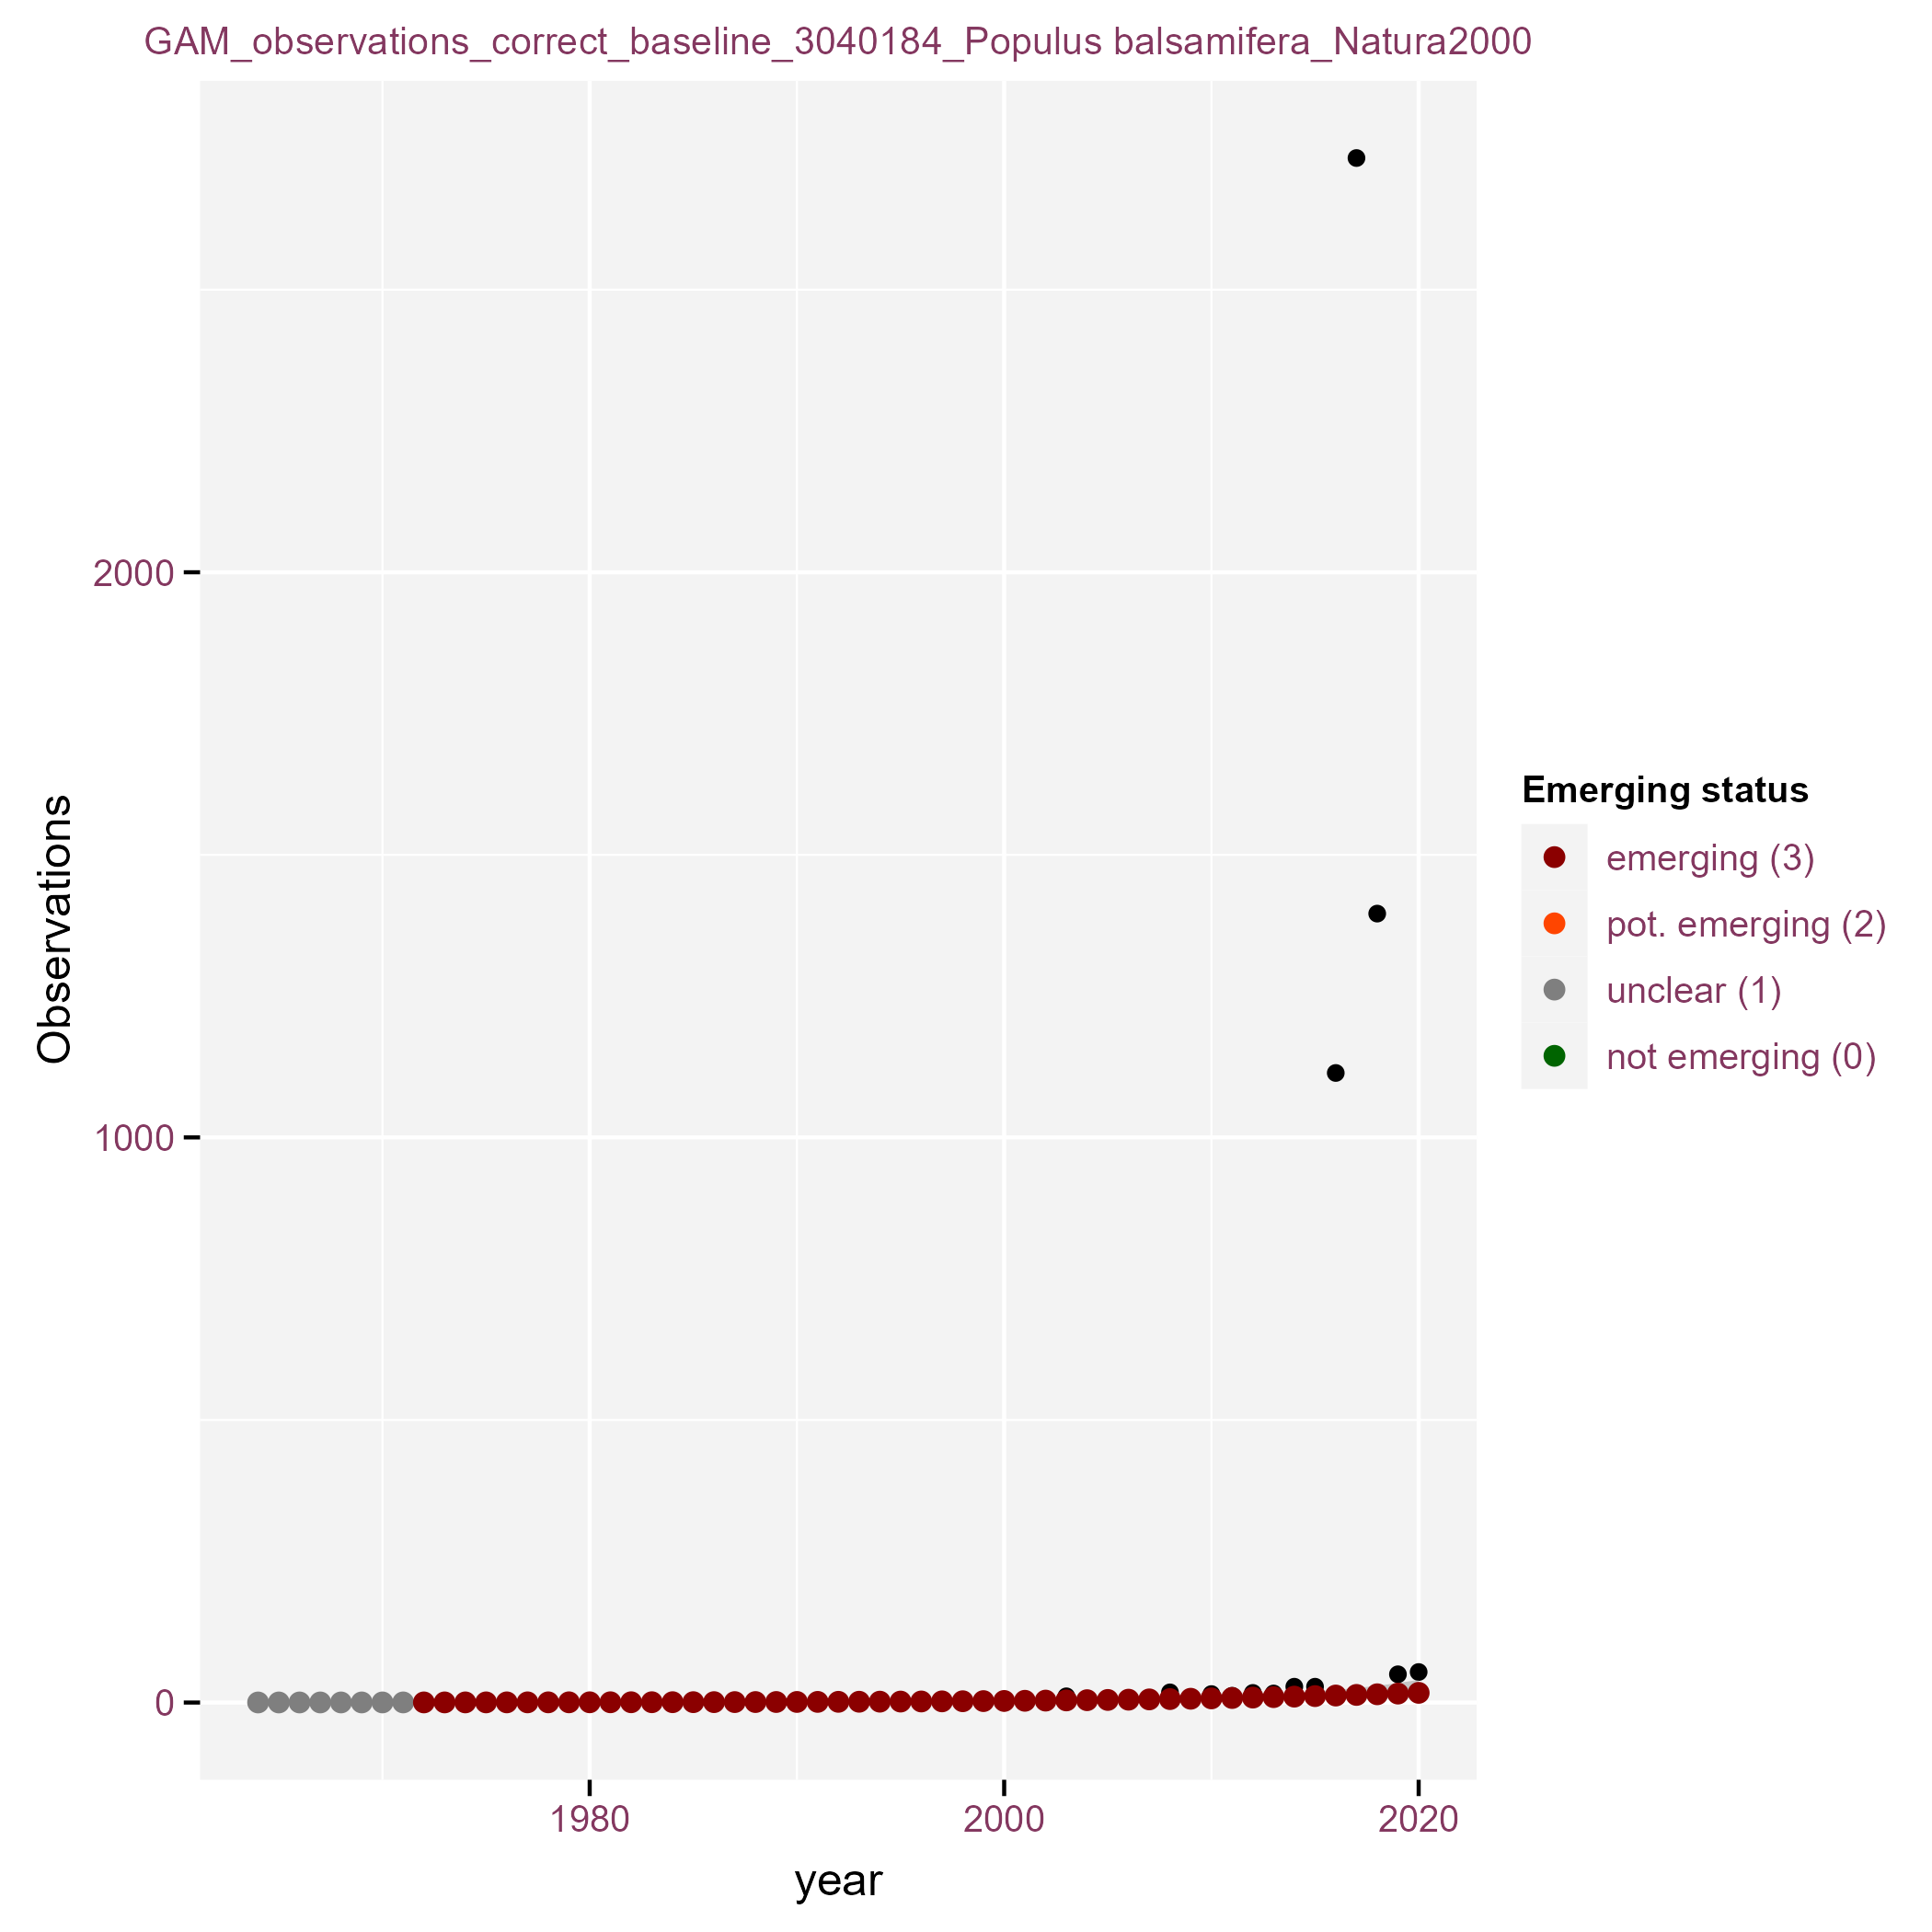 GAM_observations_correct_baseline_3040184_Populus balsamifera_Natura2000
Observations
2000
1000
0
1980
2000
2020
year
Emerging status
emerging (3)
pot. emerging (2)
unclear (1)
not emerging (0)